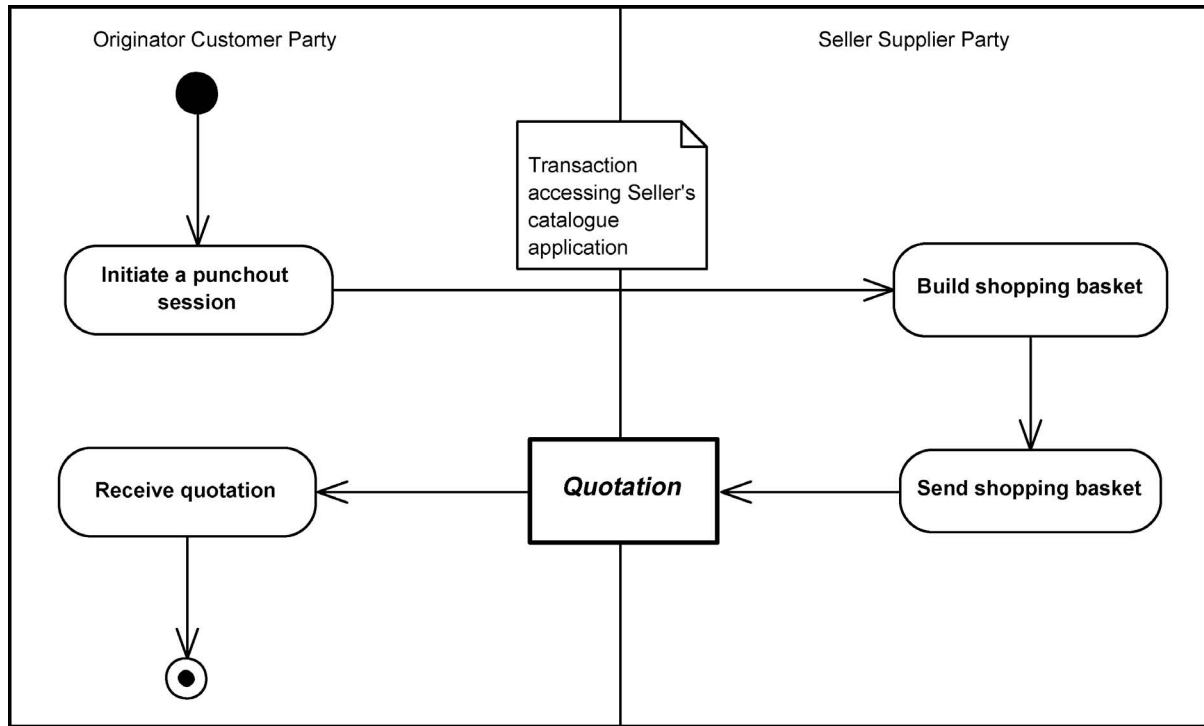 Originator Customer Party
Seller Supplier Party
Transaction
accessing Seller's
catalogue
application
Initiate a punchout
session
Build shopping basket
Receive quotation
Quotation
Send shopping basket